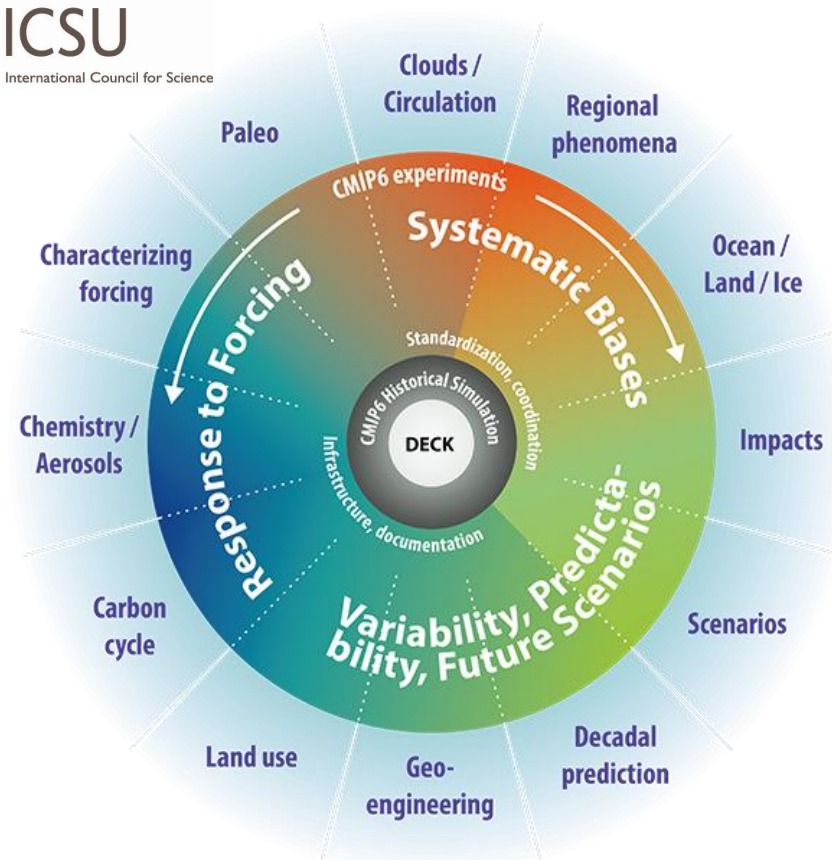 ICSU
International Council for Science
Clouds /
Circulation
Regional
phenomena
Paleo
CMIP6 experiments
Systematic Biases
Ocean /
Land / Ice
Characterizing
forcing
Response to Forcing
Standardization, coordination
CMIP6 Historical Simulation
DECK
Infrastructure, documentation
Chemistry /
Aerosols
Impacts
Variability, Predicta-
bility, Future Scenarios
Carbon
cycle
Scenarios
Land use
Geo-
engineering
Decadal
prediction